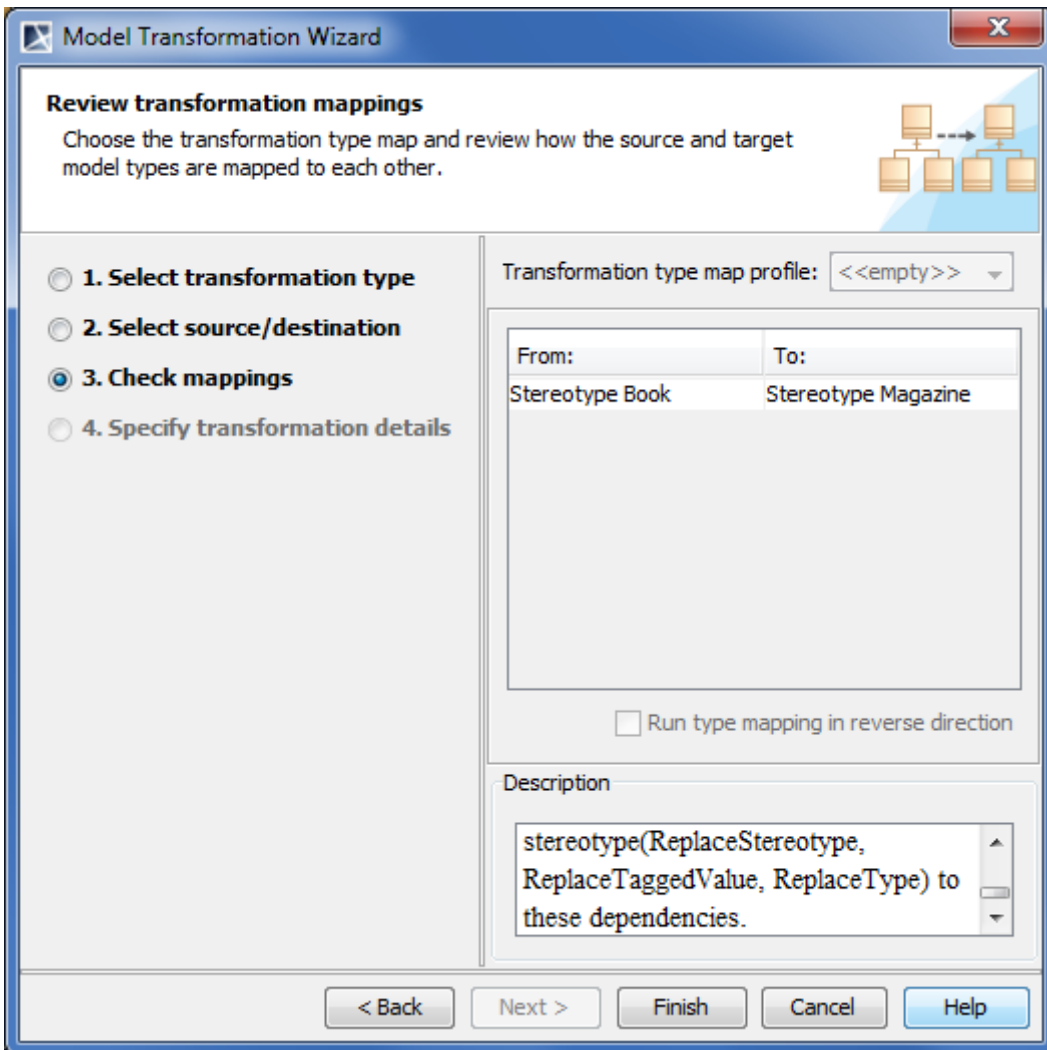 Model Transformation Wizard
Review transformation mappings
Choose the transformation type map and review how the source and target
model types are mapped to each other.
1. Select transformation type
2. Select source/destination
3. Check mappings
4. Specify transformation details
Transformation type map profile: <<empty>>
From: To:
Stereotype Book Stereotype Magazine
Run type mapping in reverse direction
Description
stereotype(ReplaceStereotype,
ReplaceTaggedValue, ReplaceType) to
these dependencies.
< Back Next > Finish Cancel Help